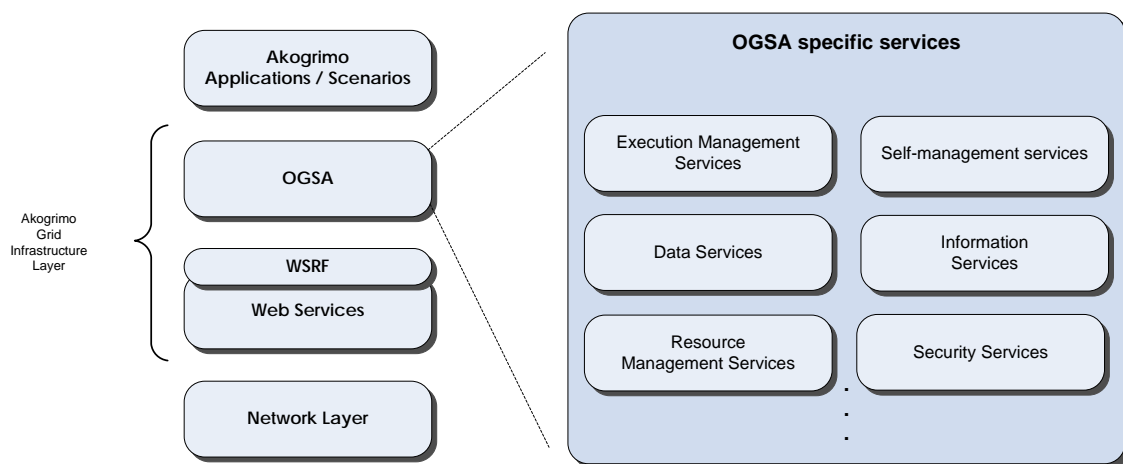 Akogrimo
Applications / Scenarios
OGSA
WSRF
Web Services
Network Layer
Akogrimo
Grid
Infrastructure
Layer
OGSA specific services
Execution Management
Services
Self-management services
Data Services
Information
Services
Resource
Management Services
Security Services
.
.
.